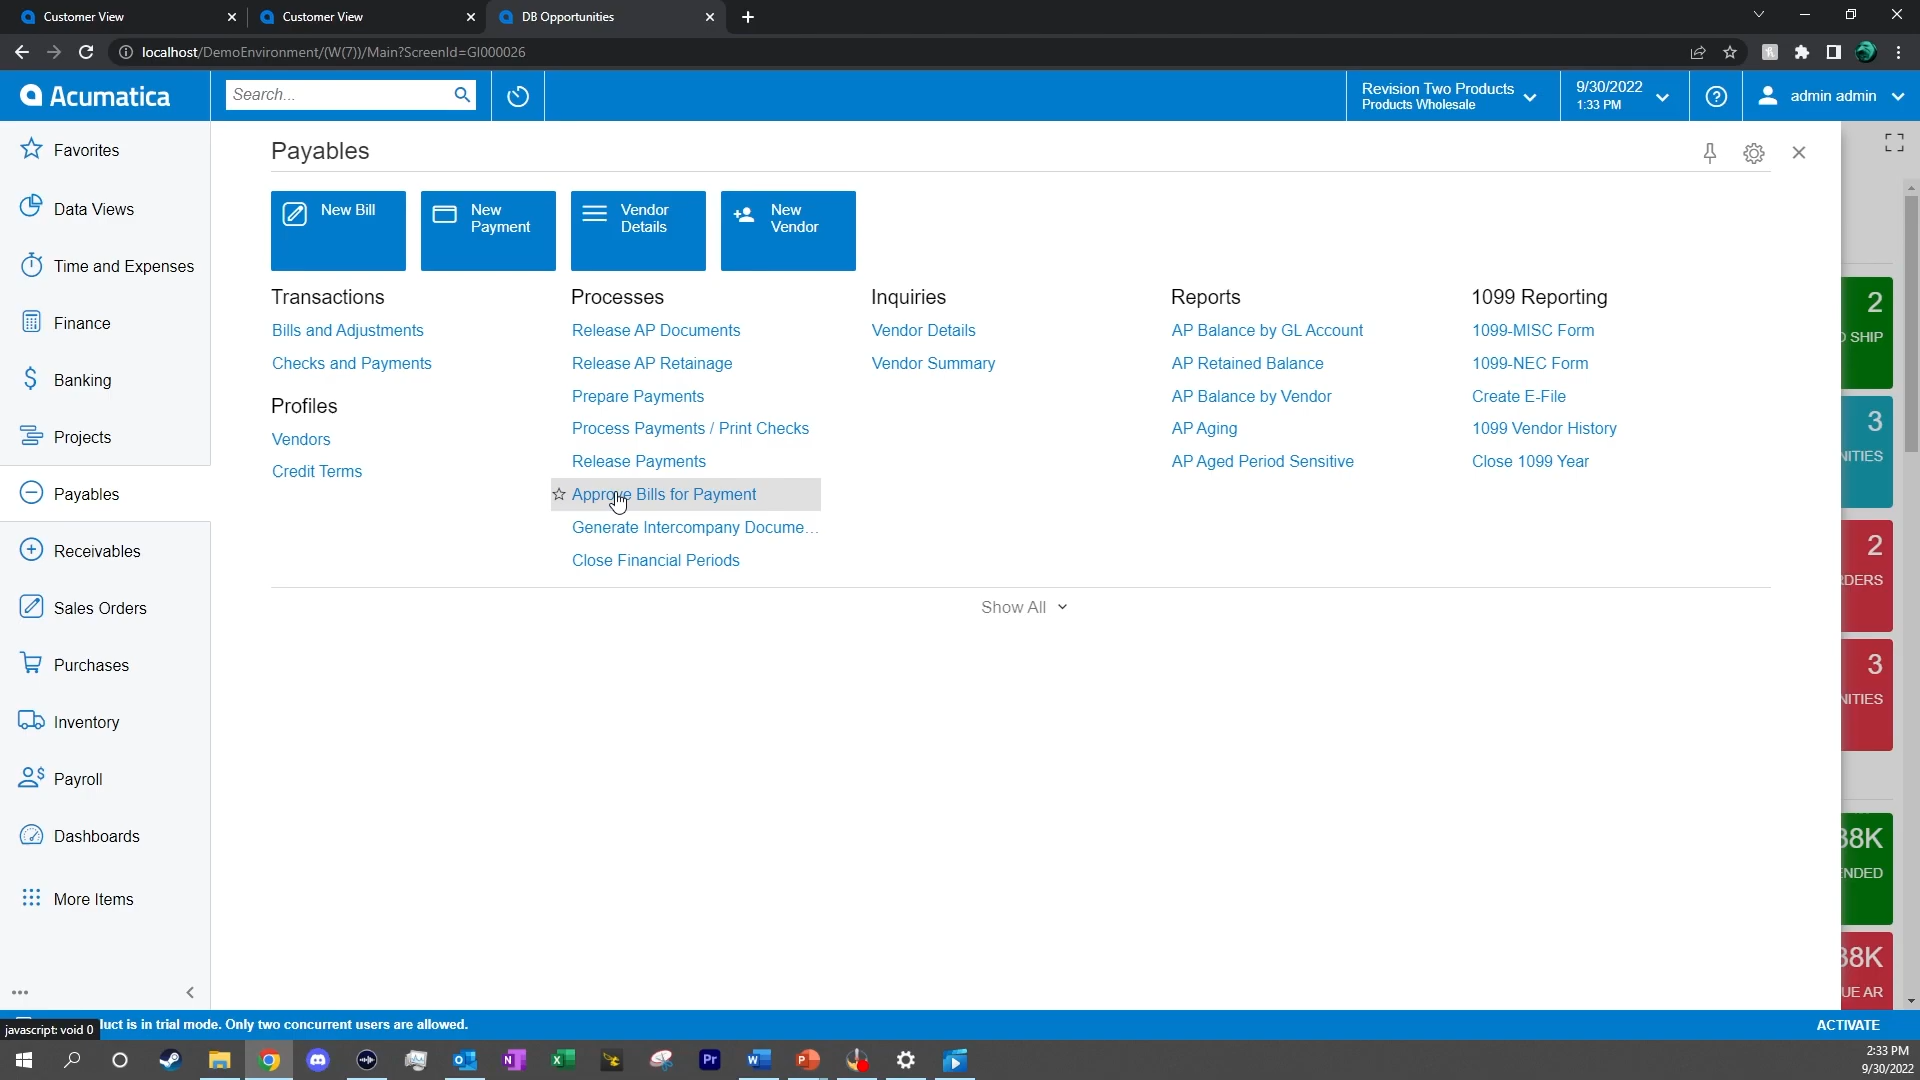 Customer View
Customer View
DB Opportunities
localhost/DemoEnvironment/(W(7))/Main?ScreenId=GI000026
Acumatica
Search...
Revision Two Products
Products Wholesale
9/30/2022
1:33 PM
admin admin
Favorites
Data Views
Time and Expenses
Finance
Banking
Projects
Payables
Receivables
Sales Orders
Purchases
Inventory
Payroll
Dashboards
More Items
Payables
New Bill
New
Payment
Vendor
Details
New
Vendor
Transactions
Bills and Adjustments
Checks and Payments
Profiles
Vendors
Credit Terms
Processes
Release AP Documents
Release AP Retainage
Prepare Payments
Process Payments / Print Checks
Release Payments
Approve Bills for Payment
Generate Intercompany Docume...
Close Financial Periods
Inquiries
Vendor Details
Vendor Summary
Reports
AP Balance by GL Account
AP Retained Balance
AP Balance by Vendor
AP Aging
AP Aged Period Sensitive
1099 Reporting
1099-MISC Form
1099-NEC Form
Create E-File
1099 Vendor History
Close 1099 Year
Show All
2
SHIP
3
NITIES
2
DERS
3
NITIES
38K
NDED
38K
UE AR
javascript: void 0
uct is in trial mode. Only two concurrent users are allowed.
ACTIVATE
2:33 PM
9/30/2022